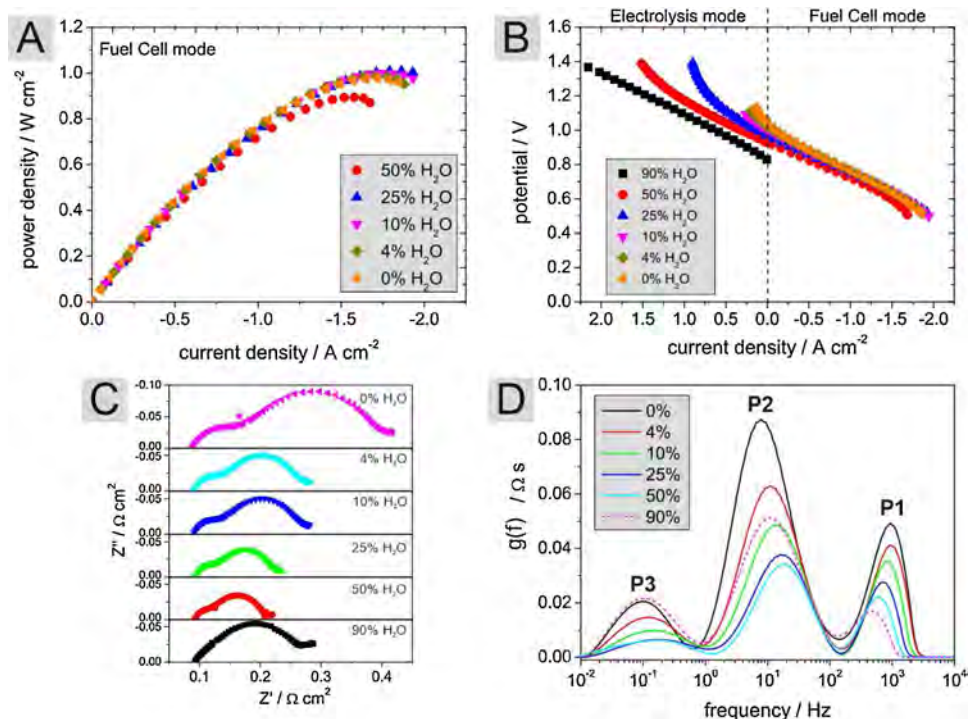 A
Fuel Cell mode
power density / W cm⁻²
1.2
1.0
0.8
0.6
0.4
0.2
0.0
50% H₂O
25% H₂O
10% H₂O
4% H₂O
0% H₂O
0.0 -0.5 -1.0 -1.5 -2.0
current density / A cm⁻²
B
Electrolysis mode Fuel Cell mode
potential / V
1.6
1.4
1.2
1.0
0.8
0.6
0.4
0.2
0.0
90% H₂O
50% H₂O
25% H₂O
10% H₂O
4% H₂O
0% H₂O
2.0 1.5 1.0 0.5 0.0 -0.5 -1.0 -1.5 -2.0
current density / A cm⁻²
C
Z'' / Ω cm²
-0.10
-0.05
0.00
0% H₂O
-0.05
0.00
4% H₂O
-0.05
0.00
10% H₂O
-0.05
0.00
25% H₂O
-0.05
0.00
50% H₂O
-0.05
0.00
90% H₂O
0.1 0.2 0.3 0.4
Z' / Ω cm²
D
g(f) / Ω s
0.10
0.08
0.06
0.04
0.02
0.00
0%
4%
10%
25%
50%
90%
P2
P1
P3
10⁻² 10⁻¹ 10⁰ 10¹ 10² 10³ 10⁴
frequency / Hz